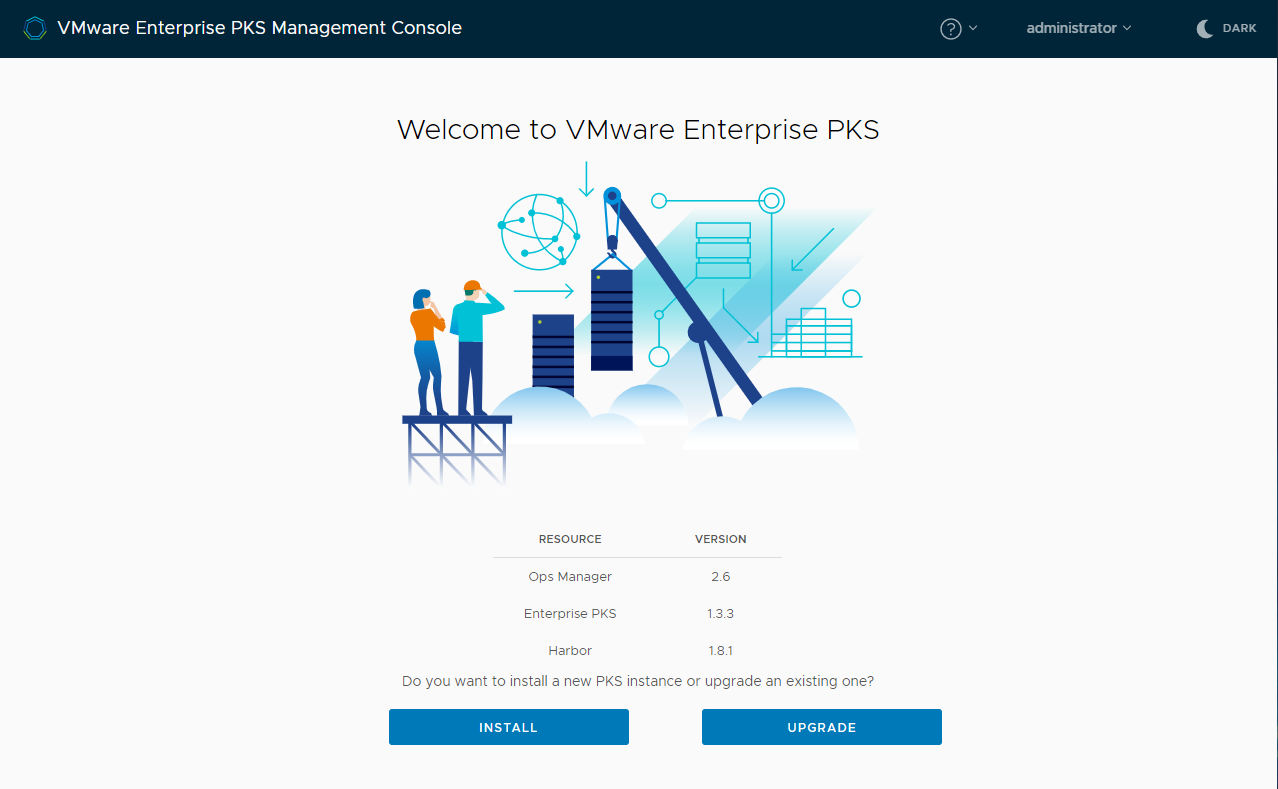 VMware Enterprise PKS Management Console
? administrator DARK
Welcome to VMware Enterprise PKS
RESOURCE VERSION
Ops Manager 2.6
Enterprise PKS 1.3.3
Harbor 1.8.1
Do you want to install a new PKS instance or upgrade an existing one?
INSTALL UPGRADE